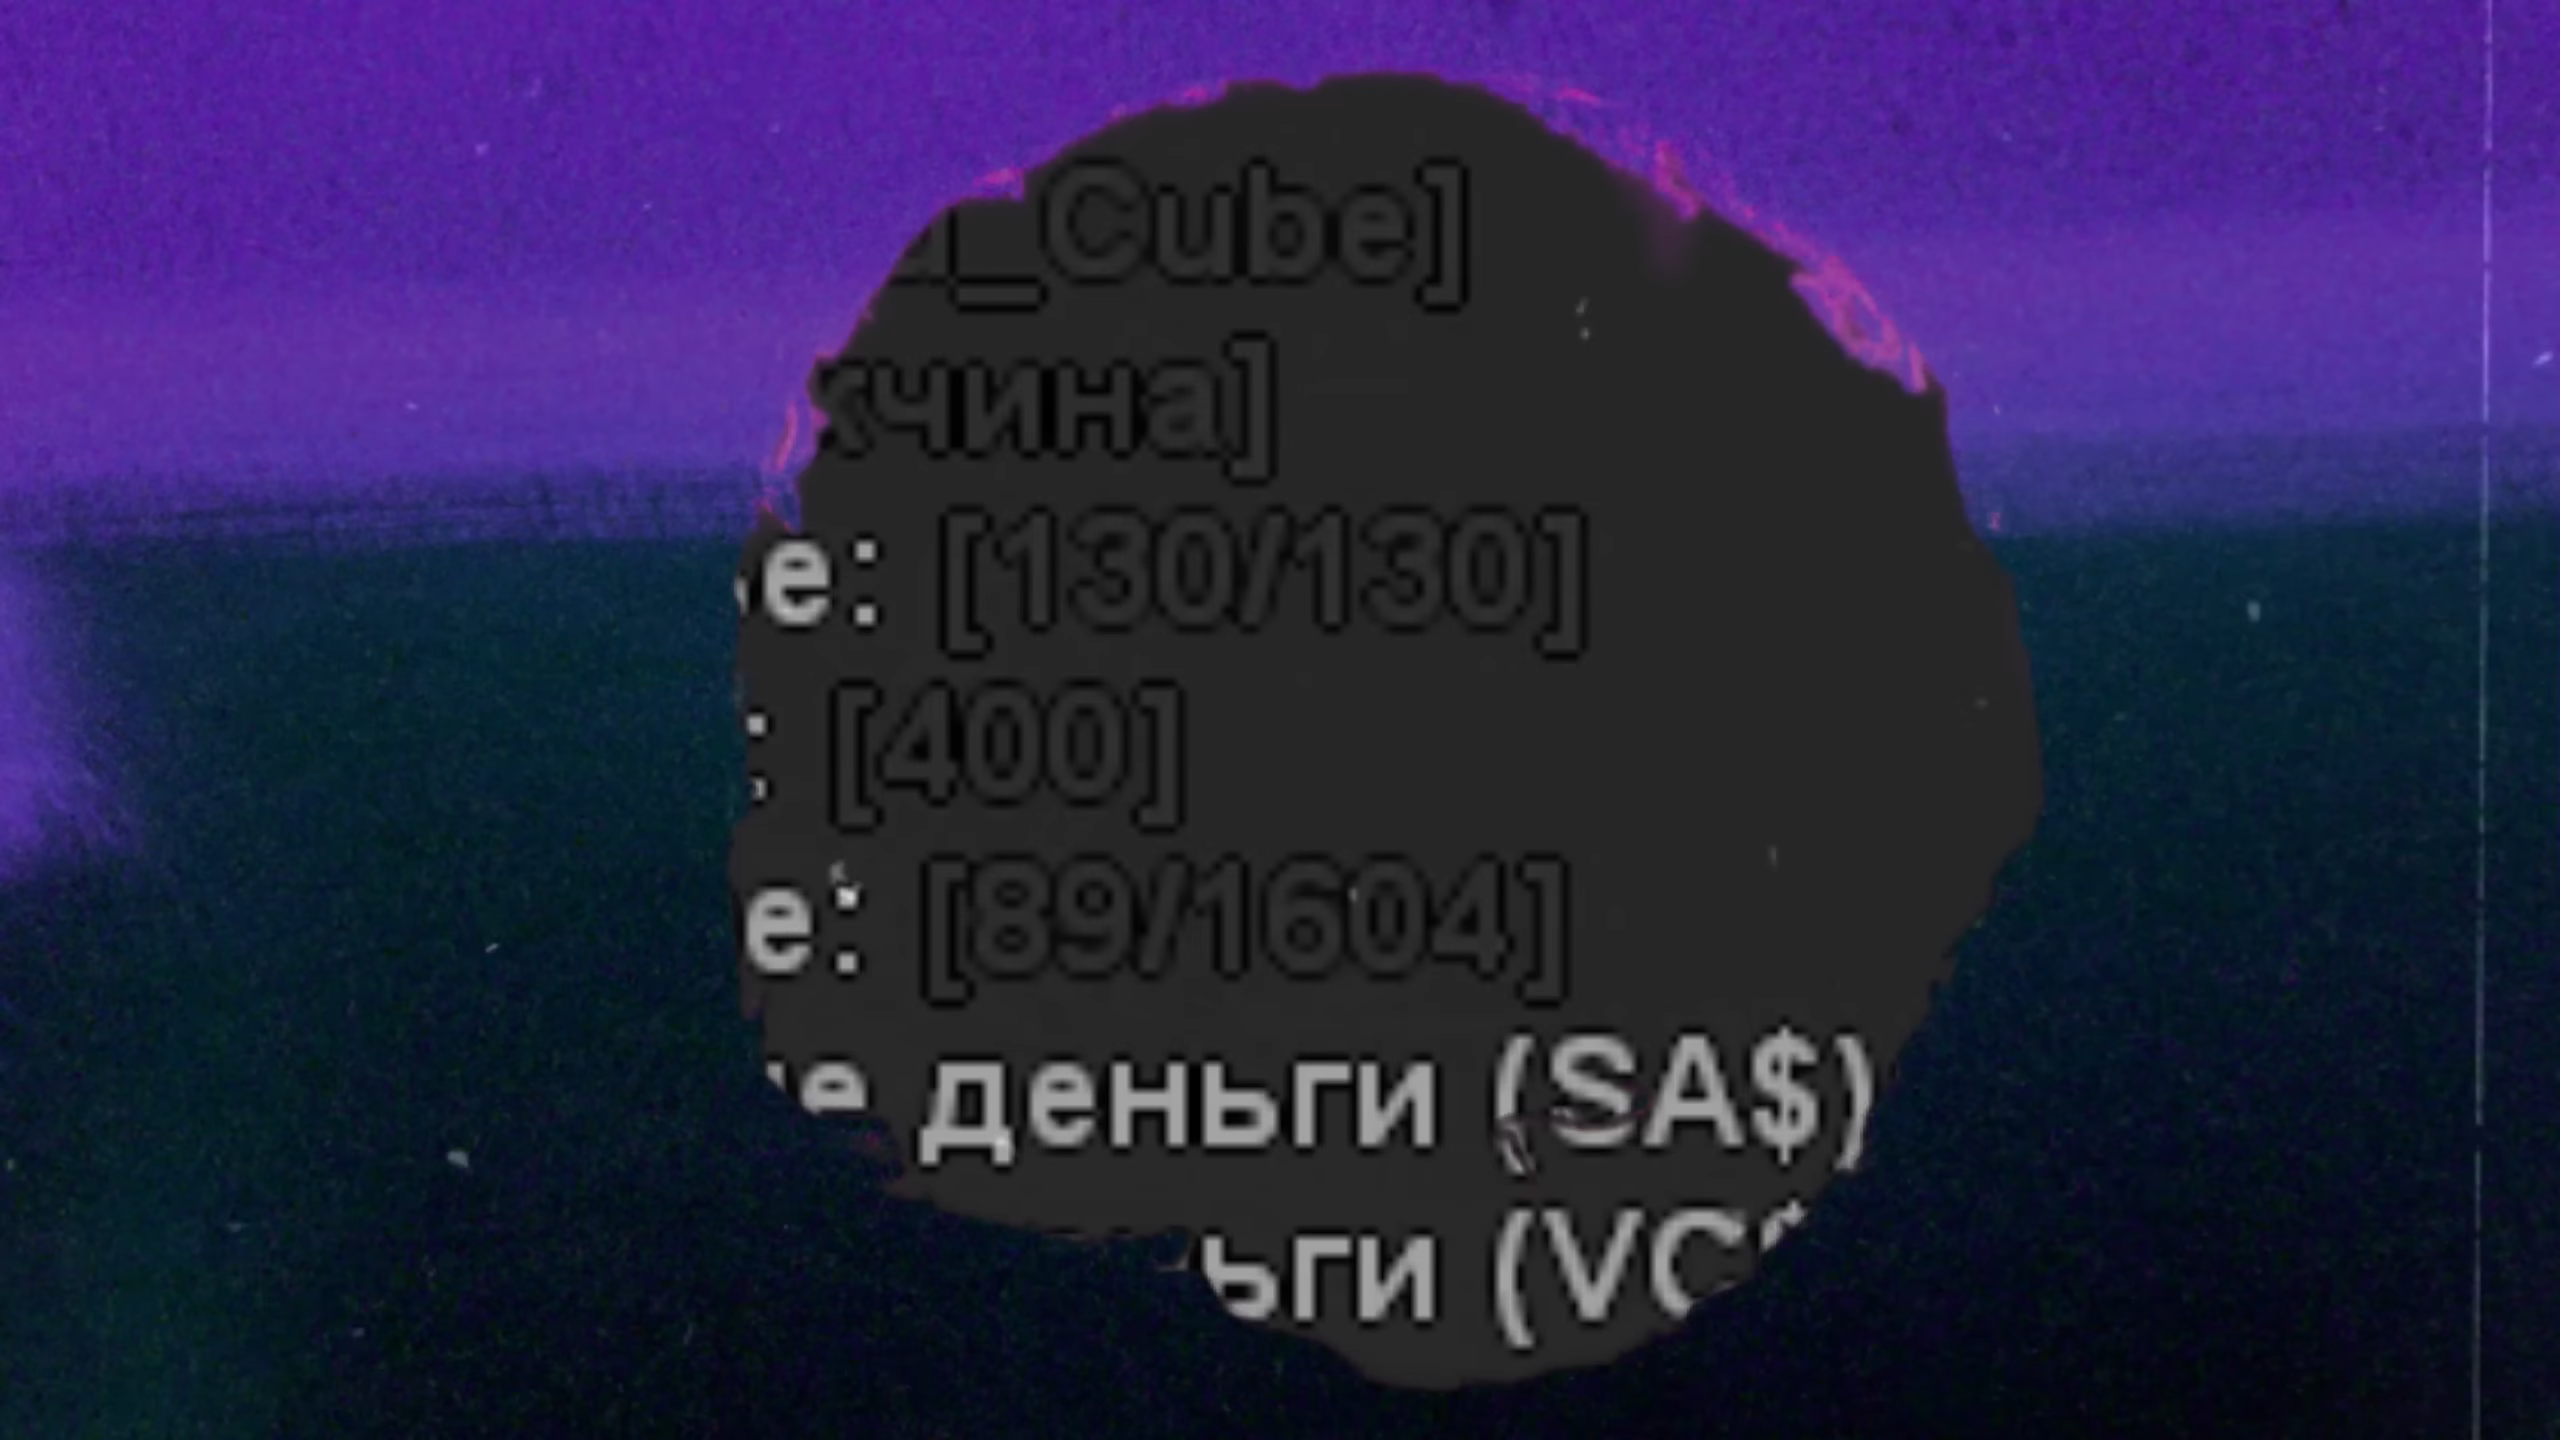 _Cube]
чина]
е: [130/130]
: [400]
е: [89/1604]
е деньги (SA$)
ьги (VC$